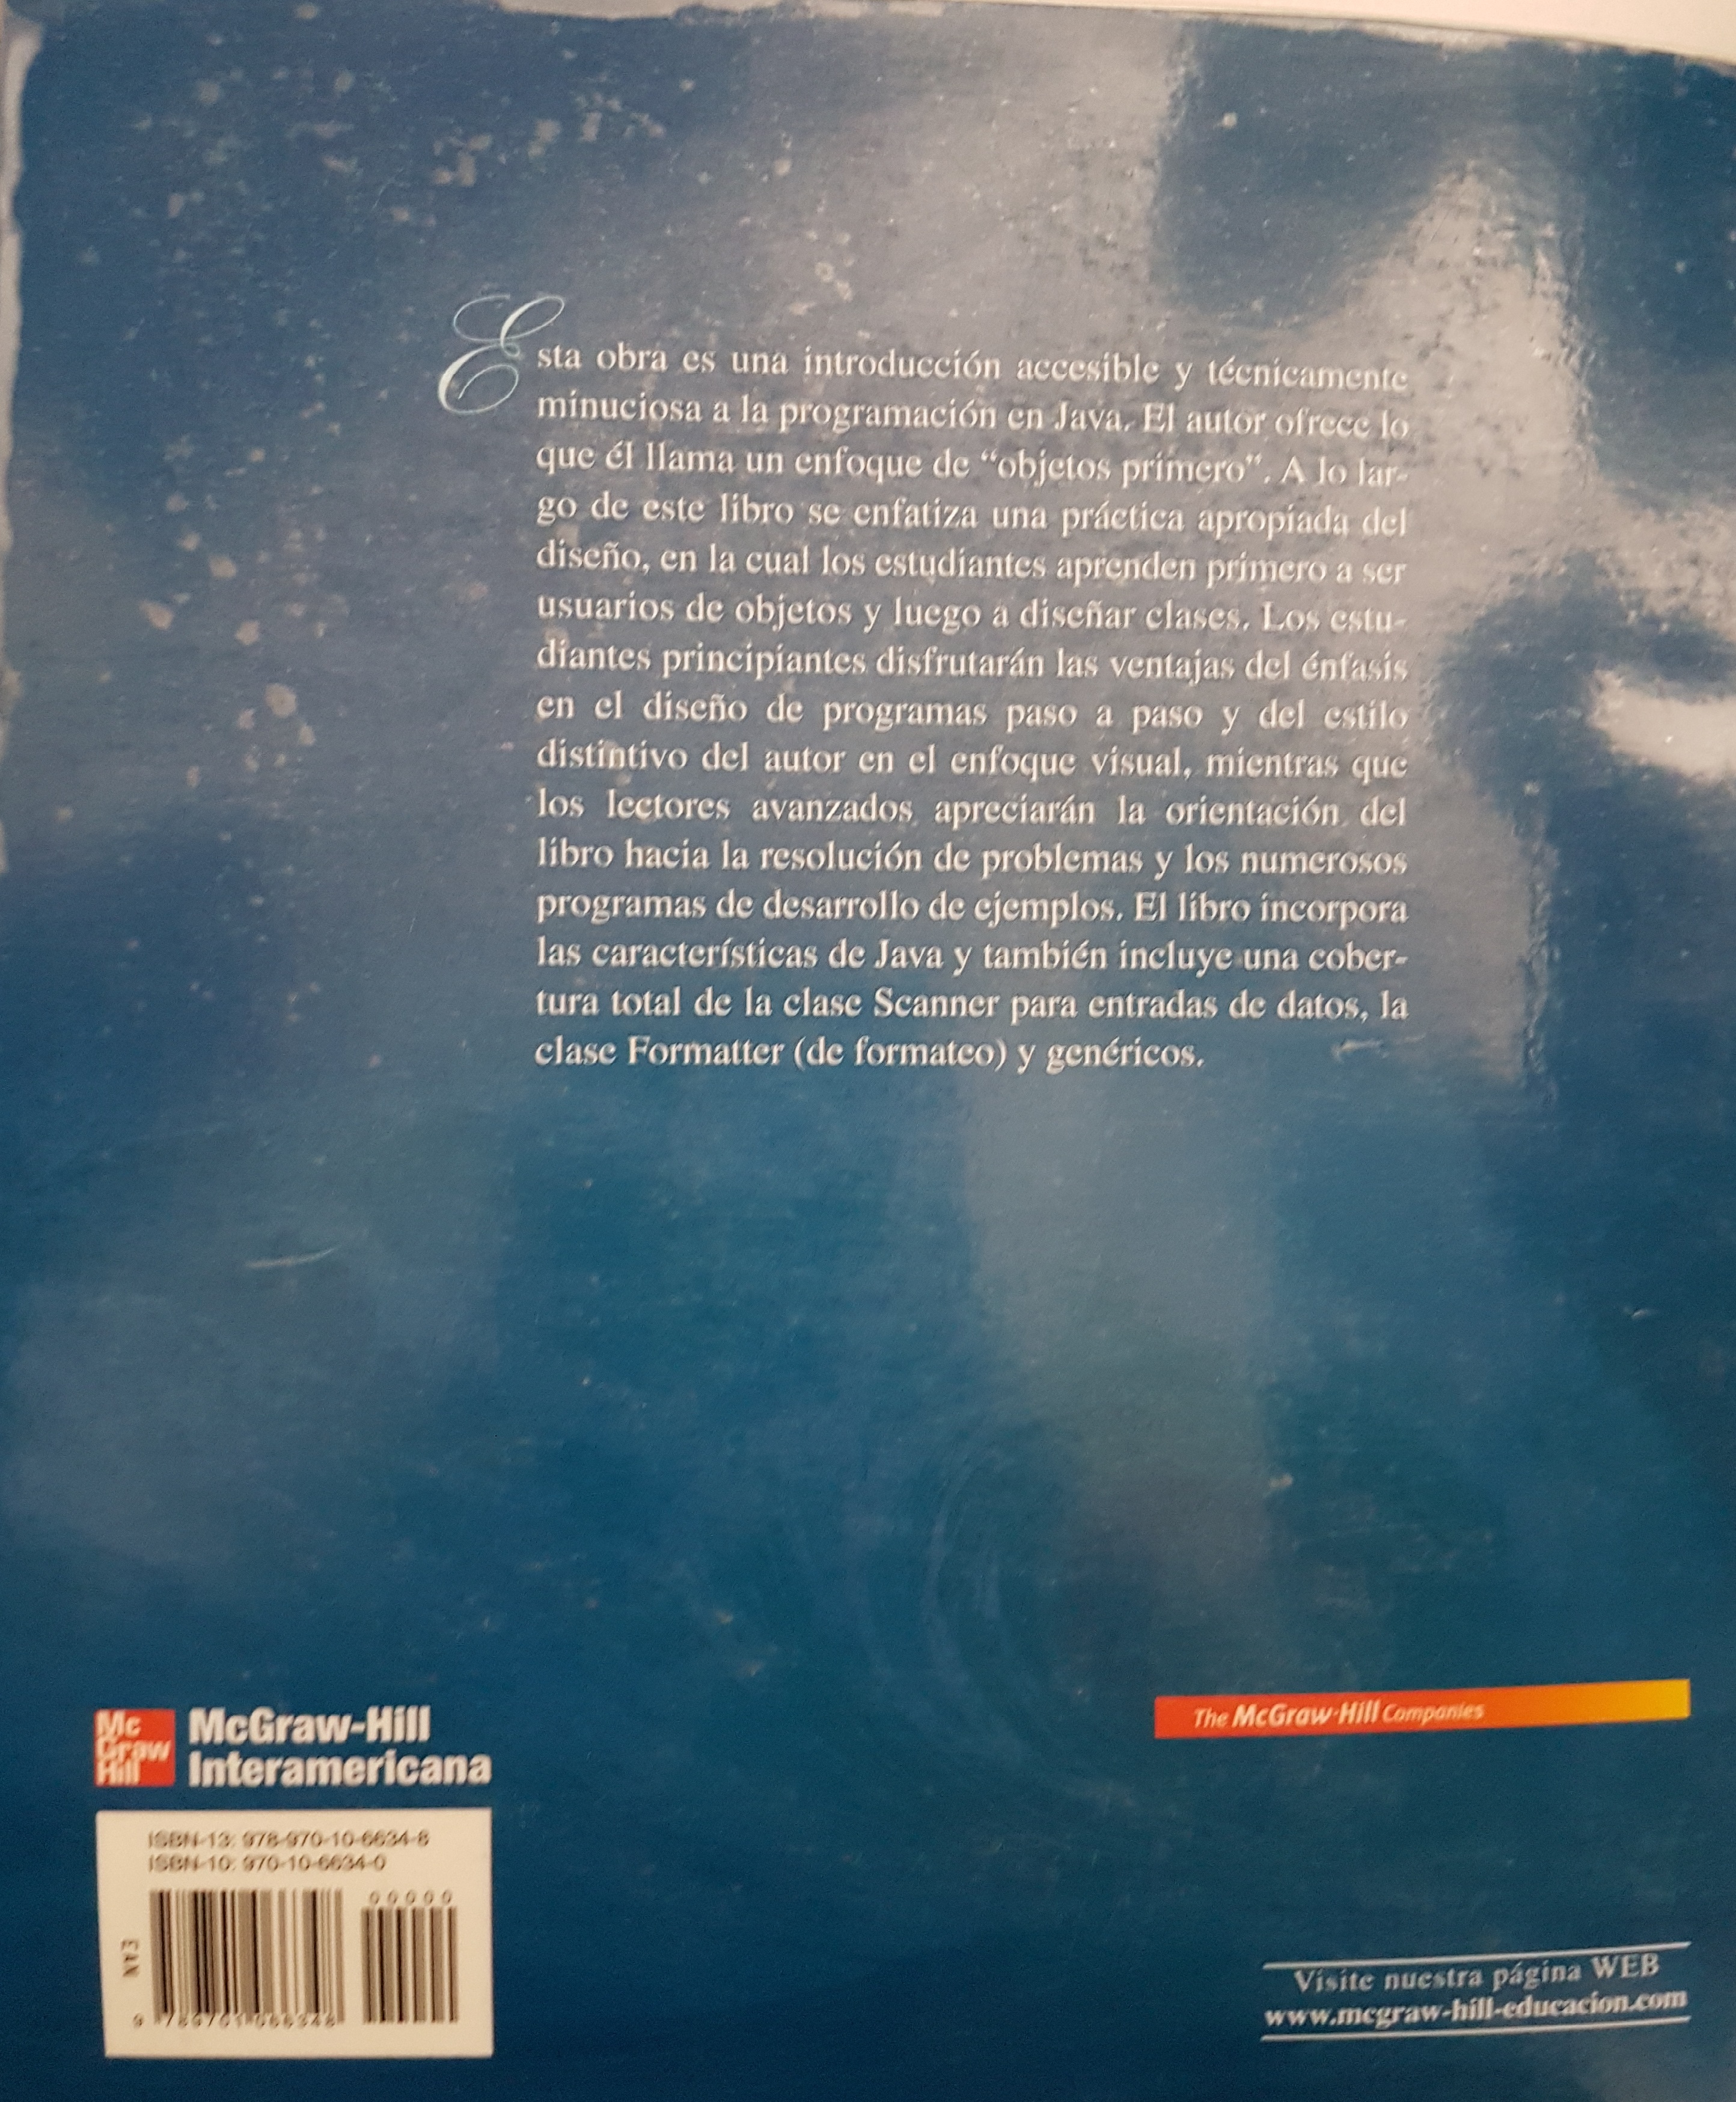 Esta obra es una introducción accesible y técnicamente
minuciosa a la programación en Java. El autor ofrece lo
que él llama un enfoque de “objetos primero”. A lo lar-
go de este libro se enfatiza una práctica apropiada del
diseño, en la cual los estudiantes aprenden primero a ser
usuarios de objetos y luego a diseñar clases. Los estu-
diantes principiantes disfrutarán las ventajas del énfasis
en el diseño de programas paso a paso y del estilo
distintivo del autor en el enfoque visual, mientras que
los lectores avanzados apreciarán la orientación del
libro hacia la resolución de problemas y los numerosos
programas de desarrollo de ejemplos. El libro incorpora
las características de Java y también incluye una cober-
tura total de la clase Scanner para entradas de datos, la
clase Formatter (de formateo) y genéricos.
Mc
Graw
Hill
McGraw-Hill
Interamericana
The McGraw·Hill Companies
ISBN-13: 978-970-10-6634-8
ISBN-10: 970-10-6634-0
00000
EAN
9 789701 066348
Visite nuestra página WEB
www.mcgraw-hill-educacion.com